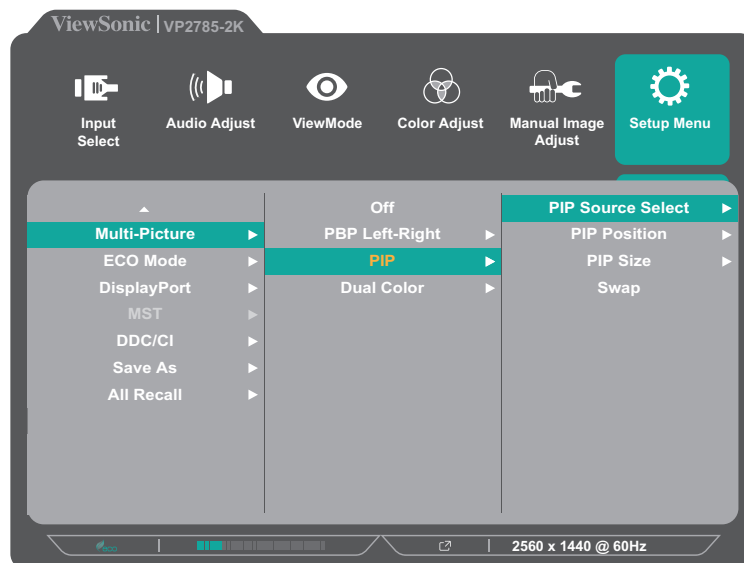 ViewSonic | VP2785-2K
Input
Select
Audio Adjust
ViewMode
Color Adjust
Manual Image
Adjust
Setup Menu
Multi-Picture
ECO Mode
DisplayPort
MST
DDC/CI
Save As
All Recall
Off
PBP Left-Right
PIP
Dual Color
PIP Source Select
PIP Position
PIP Size
Swap
eco
2560 x 1440 @ 60Hz